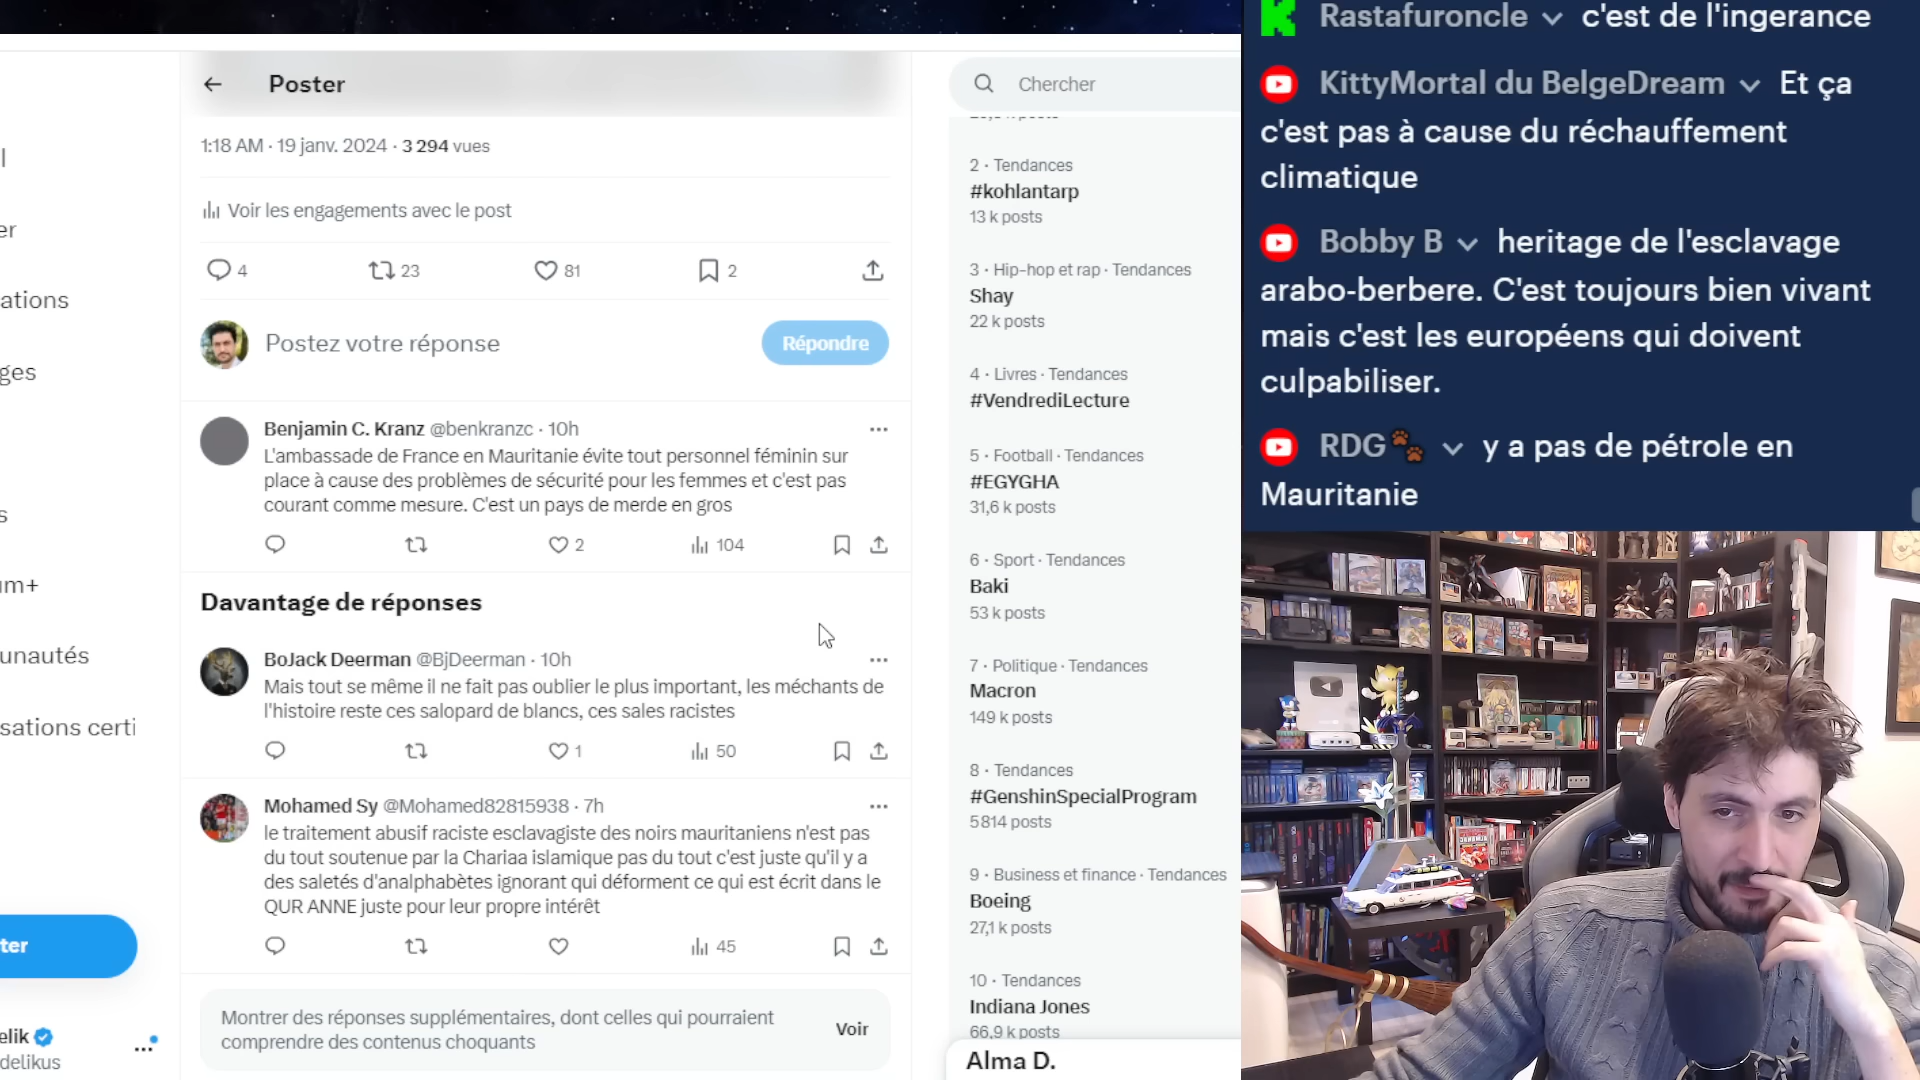 l
er
ations
ges
s
um+
unautés
sations certi
ter
elik
delikus
Poster
1:18 AM · 19 janv. 2024 · 3 294 vues
Voir les engagements avec le post
4 23 81 2
Postez votre réponse
Répondre
Benjamin C. Kranz @benkranzc · 10h
L'ambassade de France en Mauritanie évite tout personnel féminin sur
place à cause des problèmes de sécurité pour les femmes et c'est pas
courant comme mesure. C'est un pays de merde en gros
2 104
Davantage de réponses
BoJack Deerman @BjDeerman · 10h
Mais tout se même il ne fait pas oublier le plus important, les méchants de
l'histoire reste ces salopard de blancs, ces sales racistes
1 50
Mohamed Sy @Mohamed82815938 · 7h
le traitement abusif raciste esclavagiste des noirs mauritaniens n'est pas
du tout soutenue par la Chariaa islamique pas du tout c'est juste qu'il y a
des saletés d'analphabètes ignorant qui déforment ce qui est écrit dans le
QUR ANNE juste pour leur propre intérêt
45
Montrer des réponses supplémentaires, dont celles qui pourraient
comprendre des contenus choquants
Voir
Chercher
2 · Tendances
#kohlantarp
13 k posts
3 · Hip-hop et rap · Tendances
Shay
22 k posts
4 · Livres · Tendances
#VendrediLecture
5 · Football · Tendances
#EGYGHA
31,6 k posts
6 · Sport · Tendances
Baki
53 k posts
7 · Politique · Tendances
Macron
149 k posts
8 · Tendances
#GenshinSpecialProgram
5 814 posts
9 · Business et finance · Tendances
Boeing
27,1 k posts
10 · Tendances
Indiana Jones
66,9 k posts
Alma D.
Rastafuroncle c'est de l'ingerance
KittyMortal du BelgeDream Et ça
c'est pas à cause du réchauffement
climatique
Bobby B heritage de l'esclavage
arabo-berbere. C'est toujours bien vivant
mais c'est les européens qui doivent
culpabiliser.
RDG y a pas de pétrole en
Mauritanie